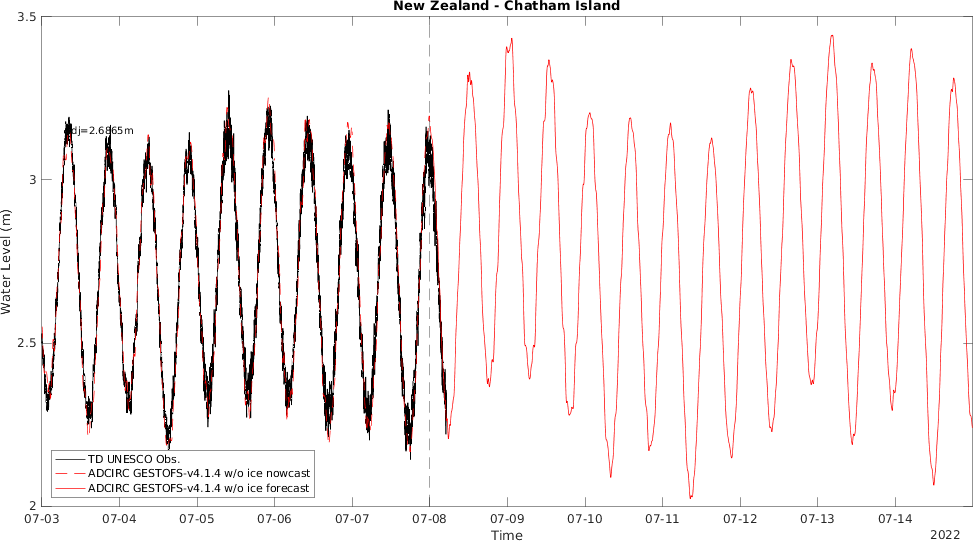 New Zealand - Chatham Island
3.5
3
2.5
2
Water Level (m)
dj=2.6865m
TD UNESCO Obs.
ADCIRC GESTOFS-v4.1.4 w/o ice nowcast
ADCIRC GESTOFS-v4.1.4 w/o ice forecast
07-03 07-04 07-05 07-06 07-07 07-08 07-09 07-10 07-11 07-12 07-13 07-14
Time
2022